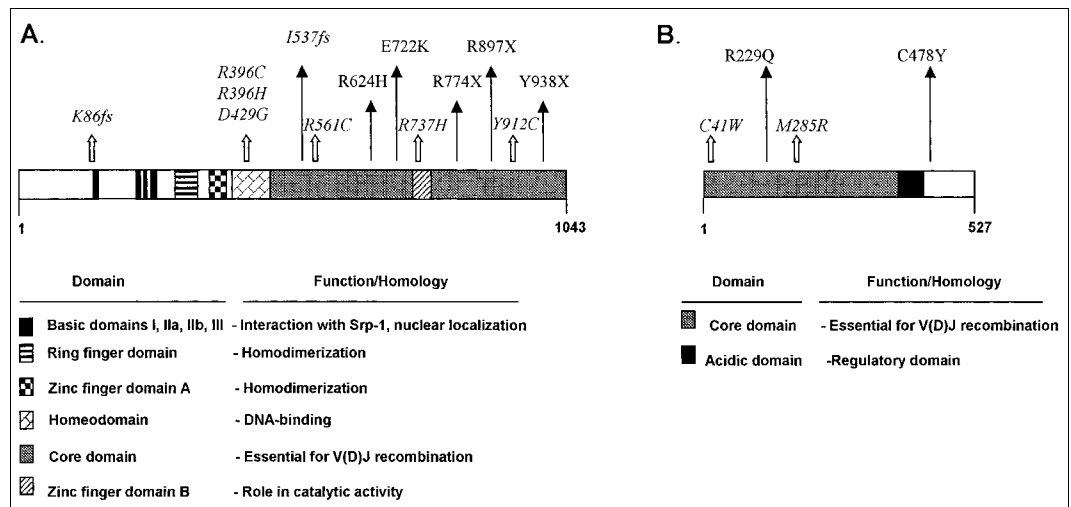 A.
I537fs
E722K
R897X
R396C
R396H
D429G
R624H
R774X
Y938X
K86fs
R561C
R737H
Y912C
1
1043
Domain
Function/Homology
Basic domains I, IIa, IIb, III - Interaction with Srp-1, nuclear localization
Ring finger domain - Homodimerization
Zinc finger domain A - Homodimerization
Homeodomain - DNA-binding
Core domain - Essential for V(D)J recombination
Zinc finger domain B - Role in catalytic activity
B.
R229Q
C478Y
C41W
M285R
1
527
Domain
Function/Homology
Core domain - Essential for V(D)J recombination
Acidic domain -Regulatory domain